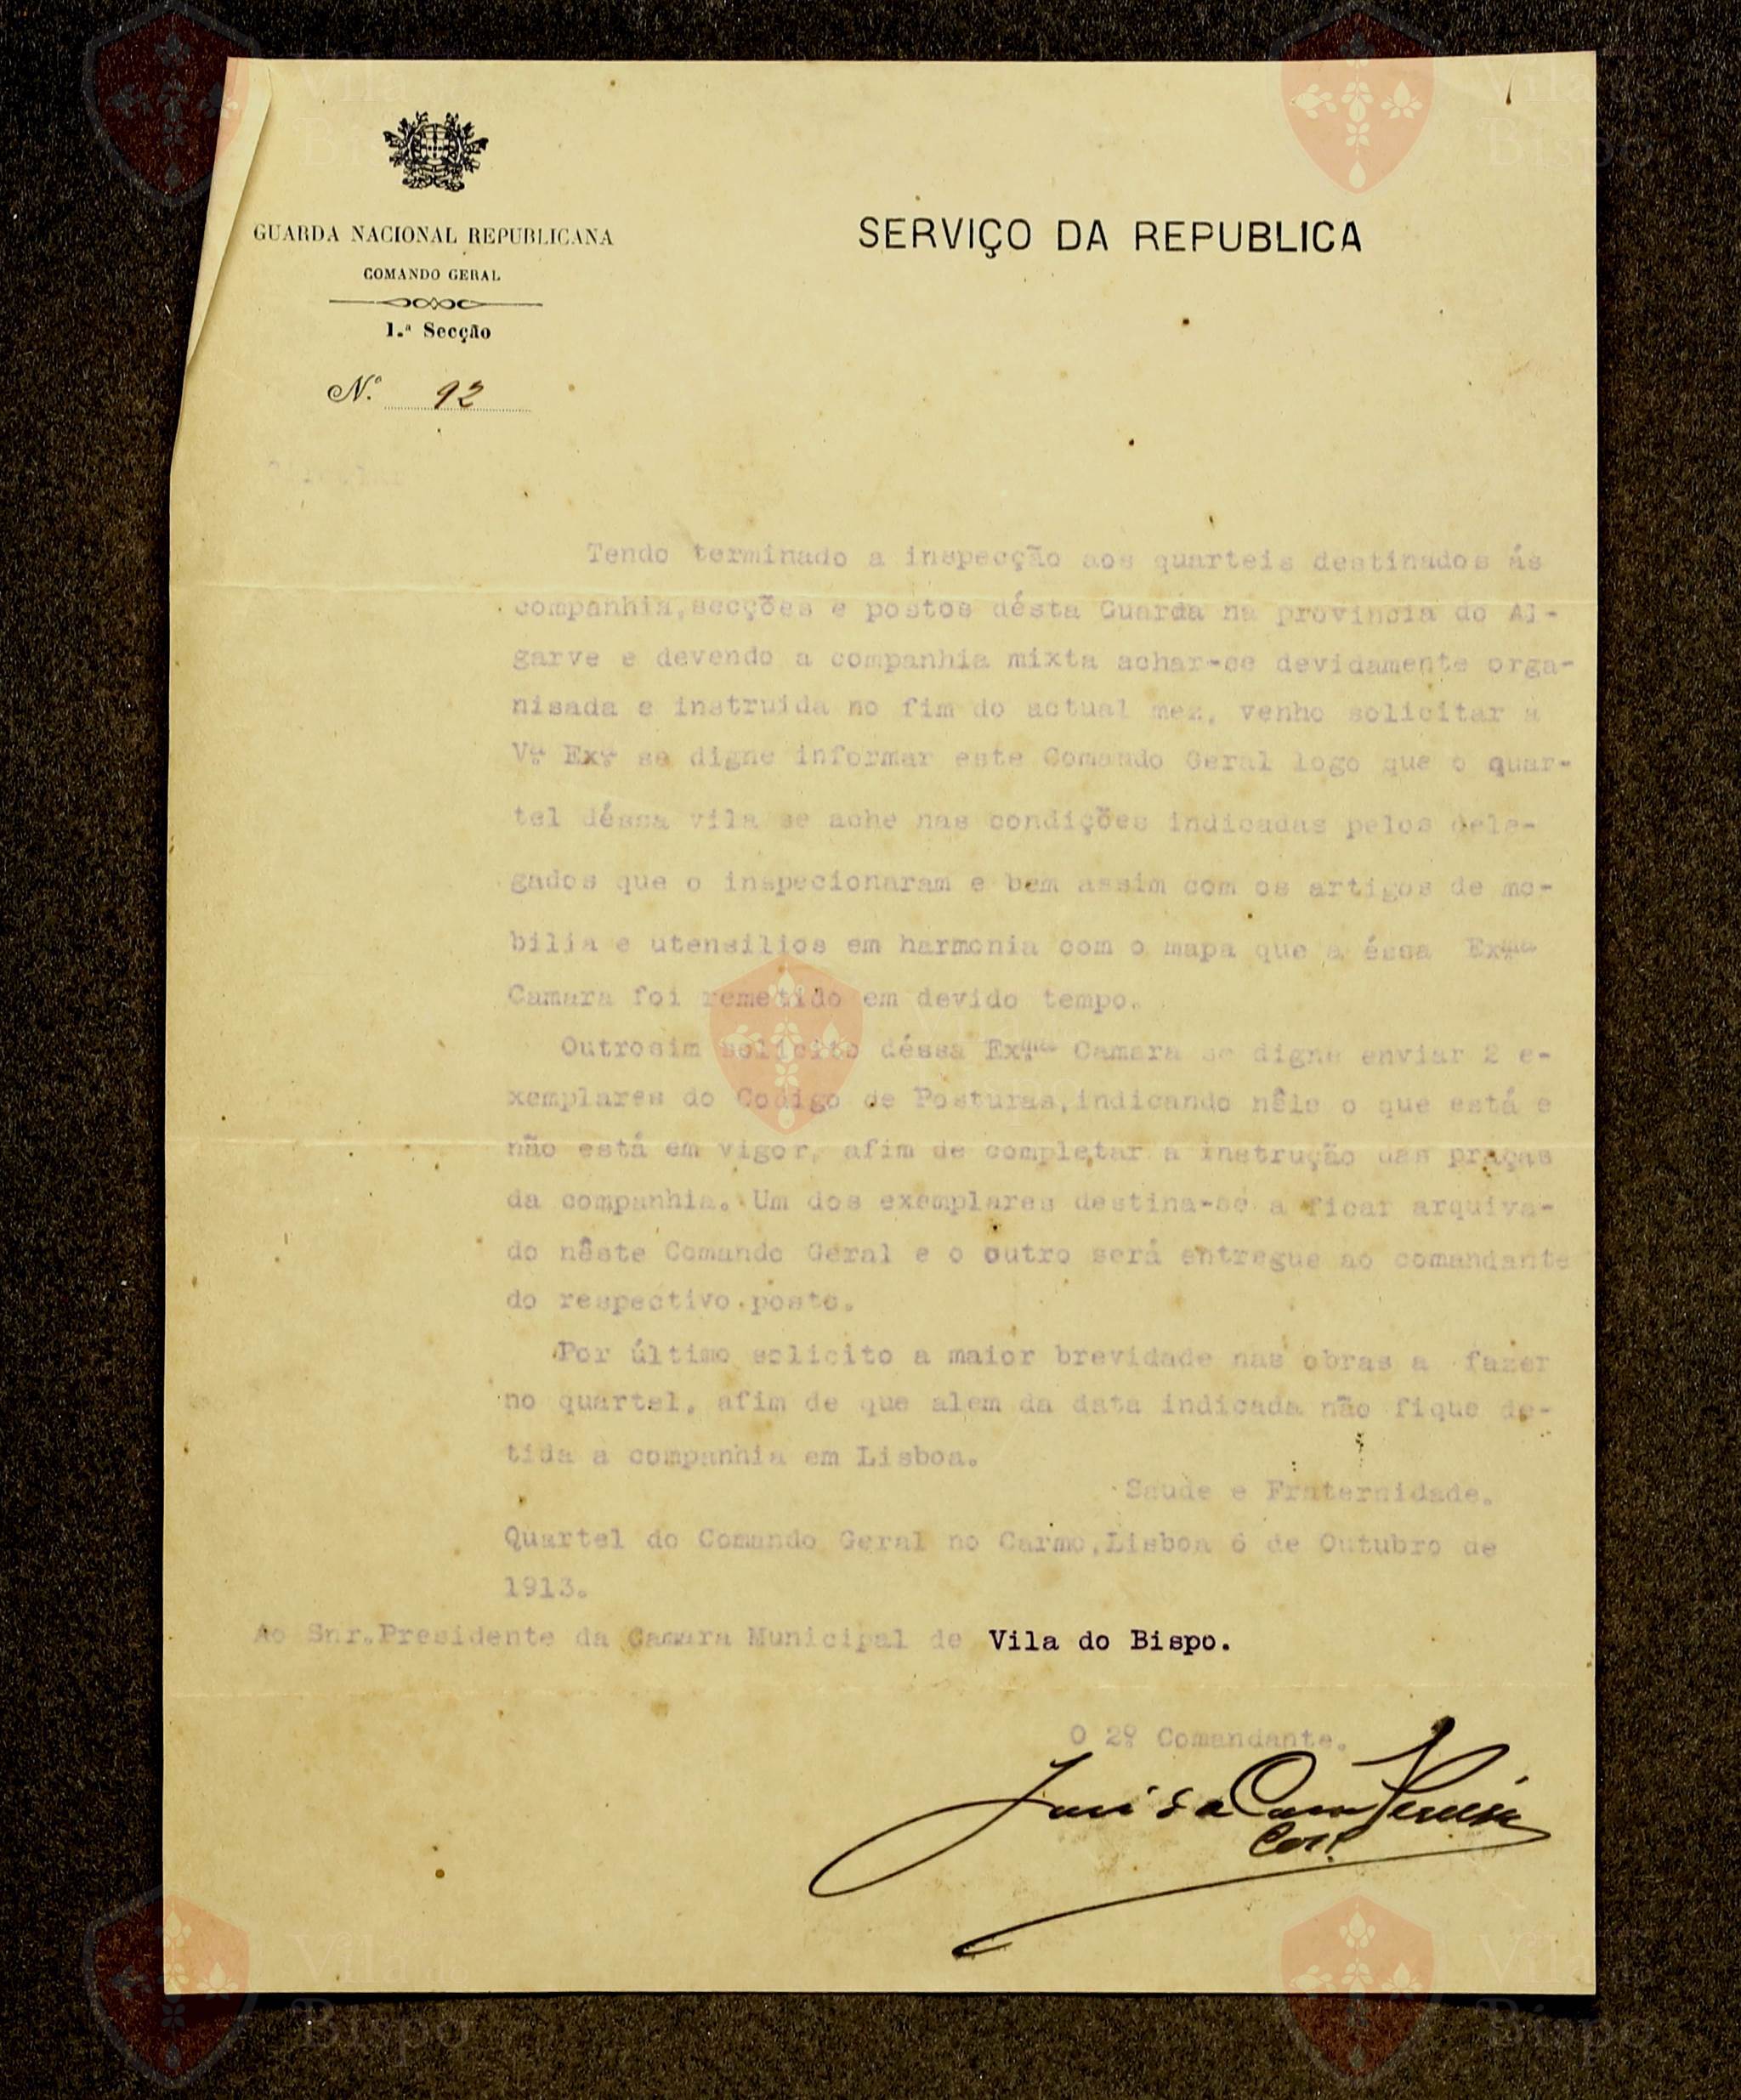 GUARDA NACIONAL REPUBLICANA
COMANDO GERAL
1.ª Secção
N.º 92
SERVIÇO DA REPUBLICA
Tendo terminado a inspecção aos quarteis destinados ás
companhia,secções e postos désta Guarda na provincia do Al-
garve e devendo a companhia mixta achar-se devidamente orga-
nisada e instruida no fim do actual mez, venho solicitar a
Vª Exª se digne informar este Comando Geral logo que o quar-
tel déssa vila se ache nas condições indicadas pelos dele-
gados que o inspecionaram e bem assim com os artigos de mo-
bilia e utensilios em harmonia com o mapa que a éssa Exma
Camara foi remetido em devido tempo.
Outrosim solicito déssa Exma Camara se digne enviar 2 e-
xemplares do Codigo de Posturas,indicando nêle o que está e
não está em vigor, afim de completar a instrução das praças
da companhia. Um dos exemplares destina-se a ficar arquiva-
do nêste Comando Geral e o outro será entregue ao comandante
do respectivo posto.
Por último solicito a maior brevidade nas obras a fazer
no quartel, afim de que alem da data indicada não fique de-
tida a companhia em Lisboa.
Saude e Fraternidade.
Quartel do Comando Geral no Carmo,Lisboa 6 de Outubro de
1913.
Ao Snr.Presidente da Camara Municipal de Vila do Bispo.
O 2º Comandante.
Cor.
Vila do
Bispo